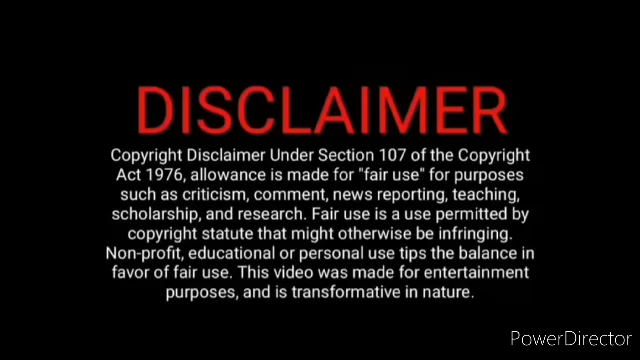 DISCLAIMER
Copyright Disclaimer Under Section 107 of the Copyright
Act 1976, allowance is made for "fair use" for purposes
such as criticism, comment, news reporting, teaching,
scholarship, and research. Fair use is a use permitted by
copyright statute that might otherwise be infringing.
Non-profit, educational or personal use tips the balance in
favor of fair use. This video was made for entertainment
purposes, and is transformative in nature.
PowerDirector